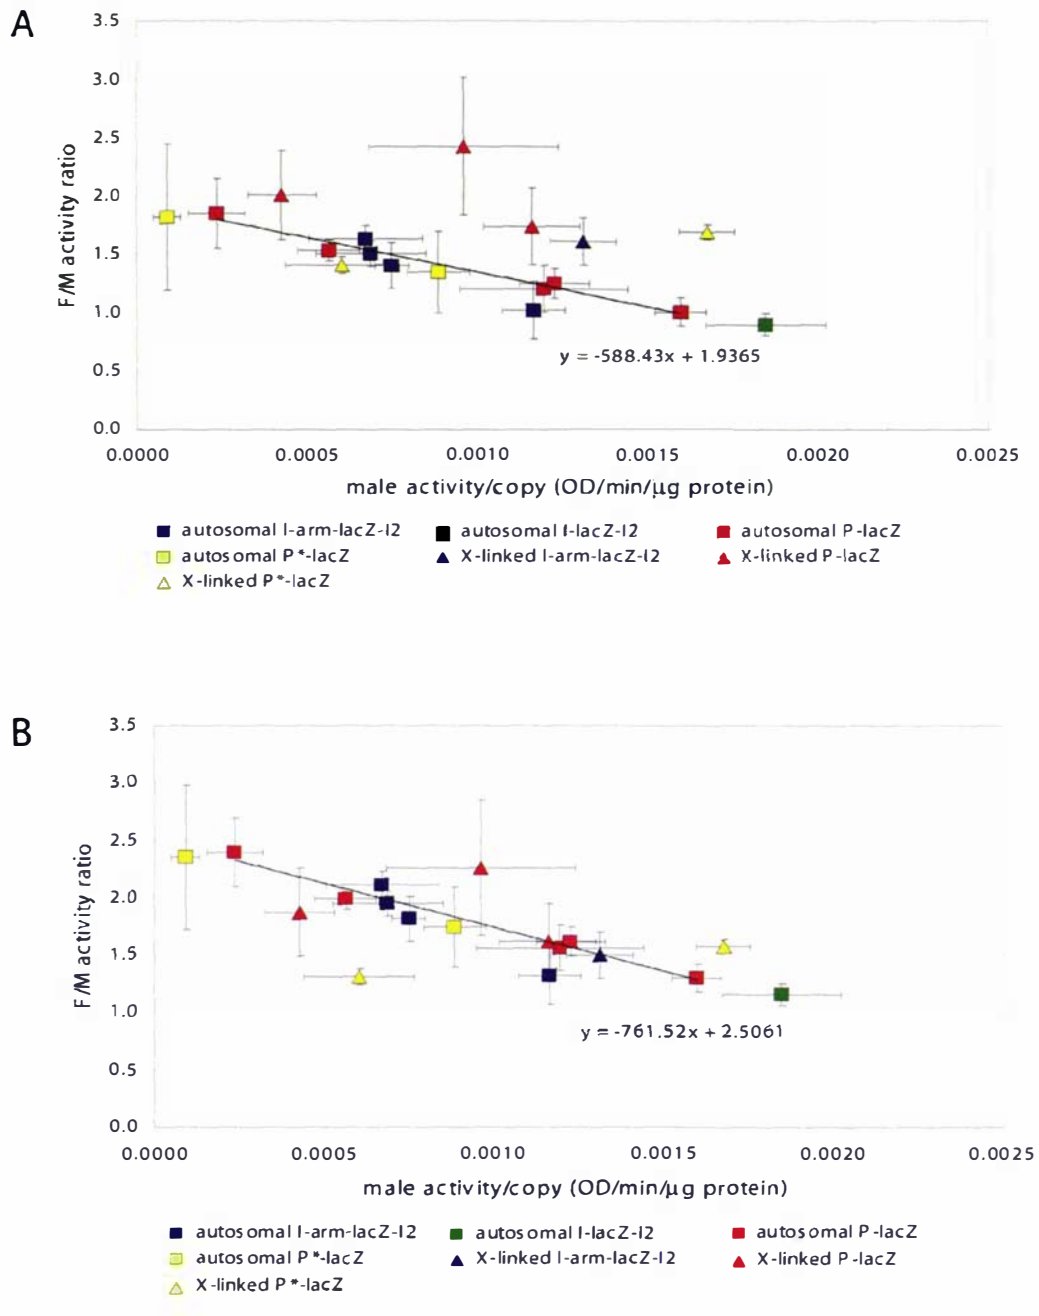 A
3.5
3.0
2.5
2.0
1.5
1.0
0.5
0.0
F/M activity ratio
y = -588.43x + 1.9365
0.0000 0.0005 0.0010 0.0015 0.0020 0.0025
male activity/copy (OD/min/µg protein)
autosomal I-arm-lacZ-I2 autosomal I-lacZ-I2 autosomal P-lacZ
autosomal P*-lacZ X-linked I-arm-lacZ-I2 X-linked P-lacZ
X-linked P*-lacZ
B
3.5
3.0
2.5
2.0
1.5
1.0
0.5
0.0
F/M activity ratio
y = -761.52x + 2.5061
0.0000 0.0005 0.0010 0.0015 0.0020 0.0025
male activity/copy (OD/min/µg protein)
autosomal I-arm-lacZ-I2 autosomal I-lacZ-I2 autosomal P-lacZ
autosomal P*-lacZ X-linked I-arm-lacZ-I2 X-linked P-lacZ
X-linked P*-lacZ